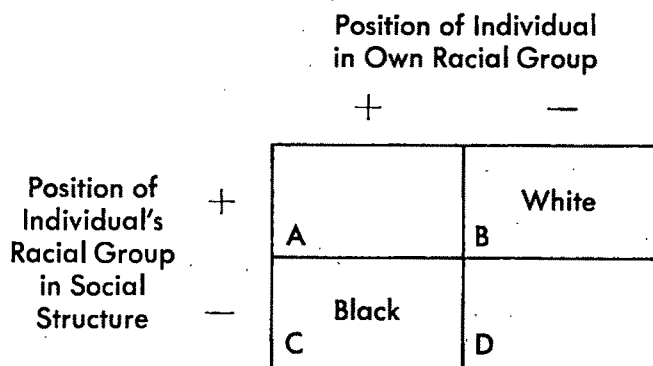 Position of Individual
in Own Racial Group
+ −
Position of
Individual's
Racial Group
in Social
Structure
+
−
A
White
B
Black
C
D